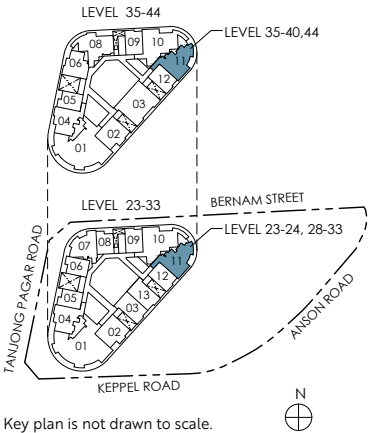 LEVEL 35-44
LEVEL 35-40,44
08
09
10
11
06
12
05
03
04
02
01
LEVEL 23-33
BERNAM STREET
LEVEL 23-24, 28-33
TANJONG PAGAR ROAD
07
08
09
10
11
06
12
13
05
03
04
02
01
ANSON ROAD
KEPPEL ROAD
N
Key plan is not drawn to scale.